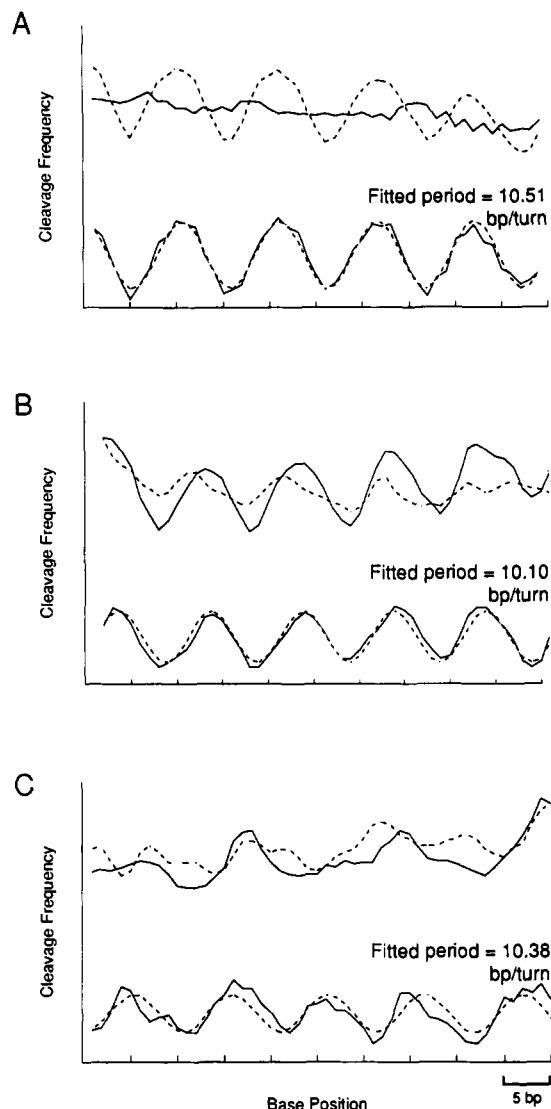 A
Cleavage Frequency
Fitted period = 10.51
bp/turn
B
Cleavage Frequency
Fitted period = 10.10
bp/turn
C
Cleavage Frequency
Fitted period = 10.38
bp/turn
Base Position
5 bp